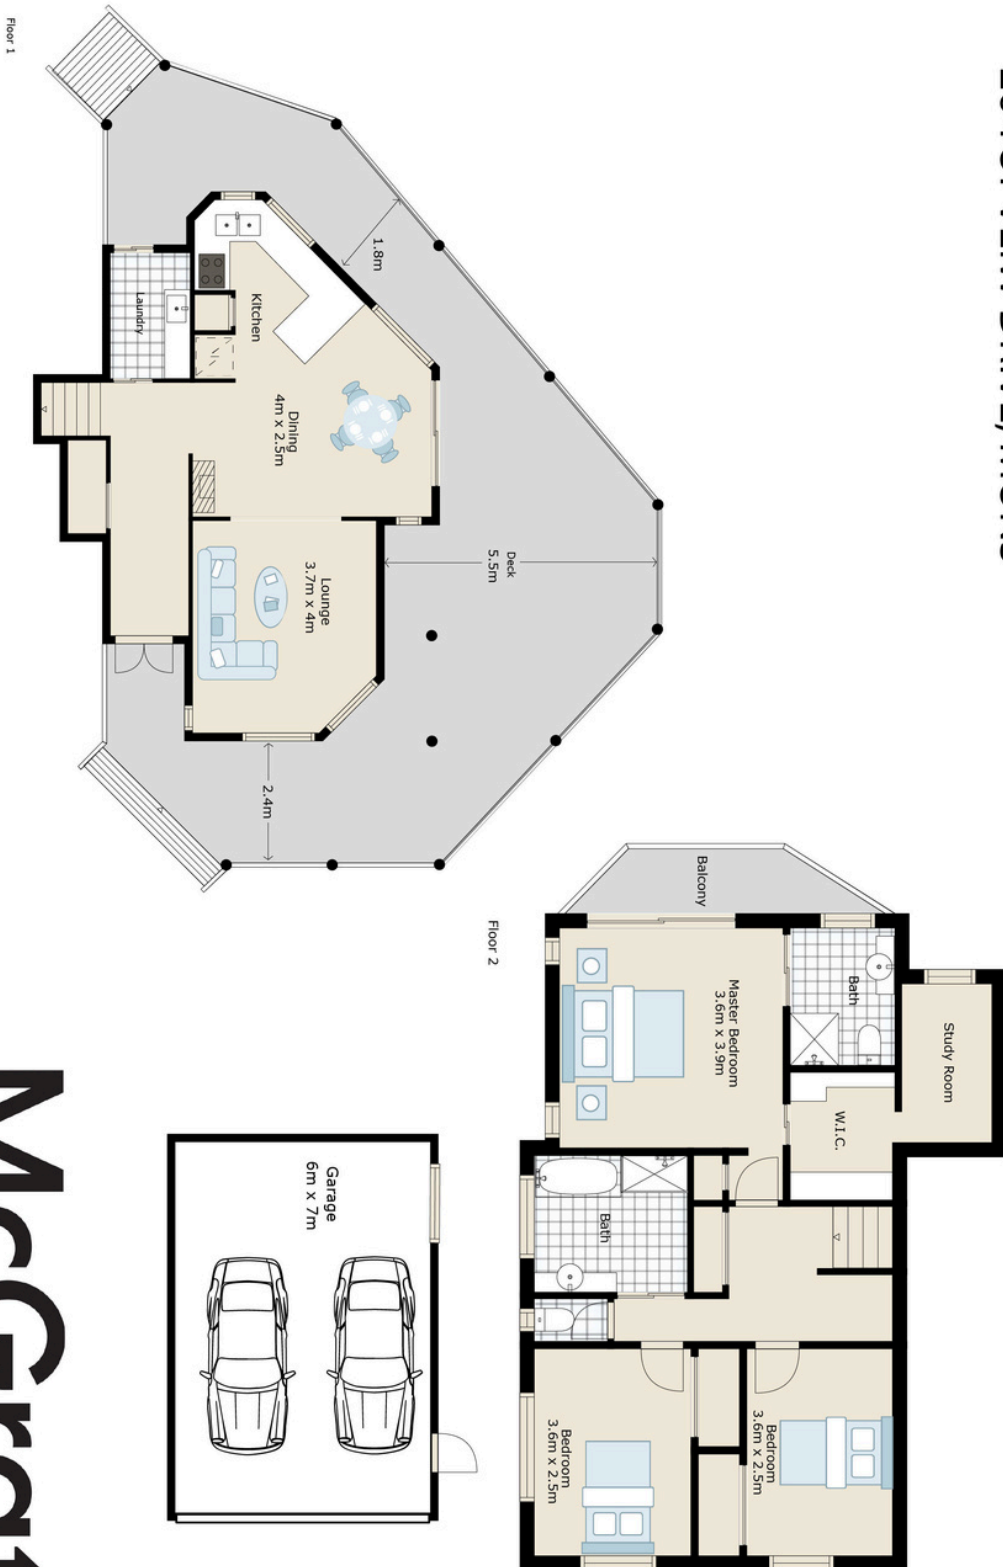 Floor 1
1.8m
Kitchen
Laundry
Dining
4m x 2.5m
Deck
5.5m
Lounge
3.7m x 4m
2.4m
Floor 2
Balcony
Bath
Study Room
Master Bedroom
3.6m x 3.9m
W.I.C.
Bath
Bedroom
3.6m x 2.5m
Bedroom
3.6m x 2.5m
Garage
6m x 7m